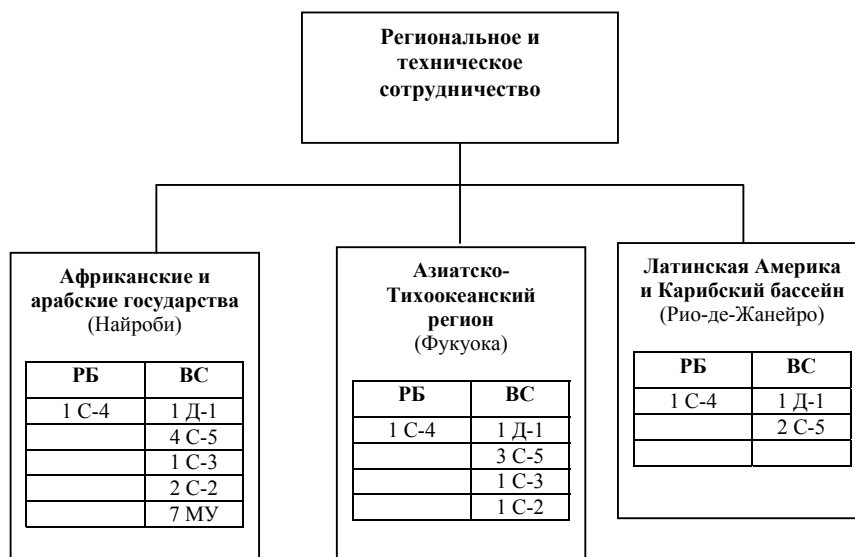 Региональное и
техническое
сотрудничество
Африканские и
арабские государства
(Найроби)
РБ ВС
1 С-4 1 Д-1
4 С-5
1 С-3
2 С-2
7 МУ
Азиатско-
Тихоокеанский
регион
(Фукуока)
РБ ВС
1 С-4 1 Д-1
3 С-5
1 С-3
1 С-2
Латинская Америка
и Карибский бассейн
(Рио-де-Жанейро)
РБ ВС
1 С-4 1 Д-1
2 С-5